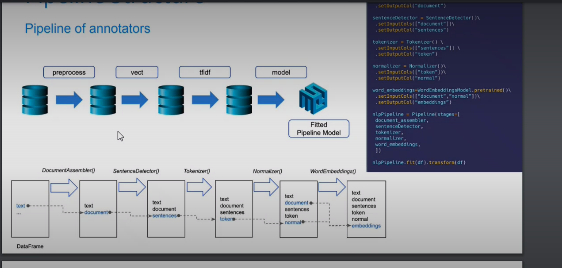 Pipeline of annotators
preprocess
vect
tfidf
model
Fitted
Pipeline Model
.setOutputCol("document")
sentenceDetector = SentenceDetector()\
.setInputCols(["document"])\
.setOutputCol("sentences")
tokenizer = Tokenizer() \
.setInputCols(["sentences"]) \
.setOutputCol("token")
normalizer = Normalizer()\
.setInputCols(["token"])\
.setOutputCol("normal")
word_embeddings=WordEmbeddingsModel.pretrained()\
.setInputCols(["document","normal"])\
.setOutputCol("embeddings")
nlpPipeline = Pipeline(stages=[
document_assembler,
sentenceDetector,
tokenizer,
normalizer,
word_embeddings,
])
nlpPipeline.fit(df).transform(df)
DocumentAssembler()
SentenceDetector()
Tokenizer()
Normalizer()
WordEmbeddings()
text
...
text
document
text
document
sentences
text
document
sentences
token
text
document
sentences
token
normal
text
document
sentences
token
normal
embeddings
DataFrame